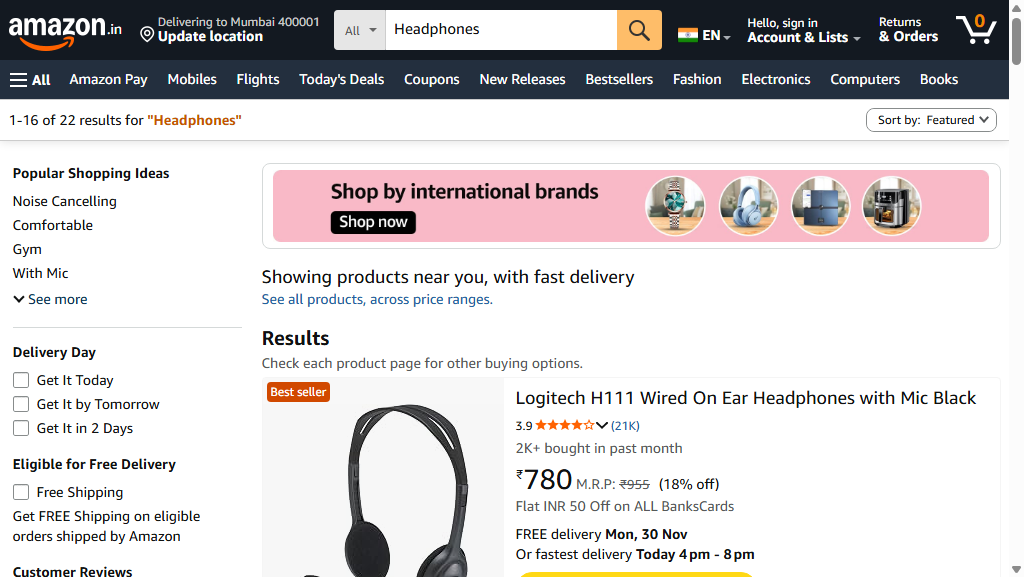 amazon.in
Delivering to Mumbai 400001
Update location
All
Headphones
EN
Hello, sign in
Account & Lists
Returns
& Orders
0
All
Amazon Pay
Mobiles
Flights
Today's Deals
Coupons
New Releases
Bestsellers
Fashion
Electronics
Computers
Books
1-16 of 22 results for "Headphones"
Sort by: Featured
Popular Shopping Ideas
Noise Cancelling
Comfortable
Gym
With Mic
See more
Delivery Day
Get It Today
Get It by Tomorrow
Get It in 2 Days
Eligible for Free Delivery
Free Shipping
Get FREE Shipping on eligible
orders shipped by Amazon
Customer Reviews
Shop by international brands
Shop now
Showing products near you, with fast delivery
See all products, across price ranges.
Results
Check each product page for other buying options.
Best seller
Logitech H111 Wired On Ear Headphones with Mic Black
3.9 (21K)
2K+ bought in past month
₹780 M.R.P: ₹955 (18% off)
Flat INR 50 Off on ALL BanksCards
FREE delivery Mon, 30 Nov
Or fastest delivery Today 4 pm - 8 pm